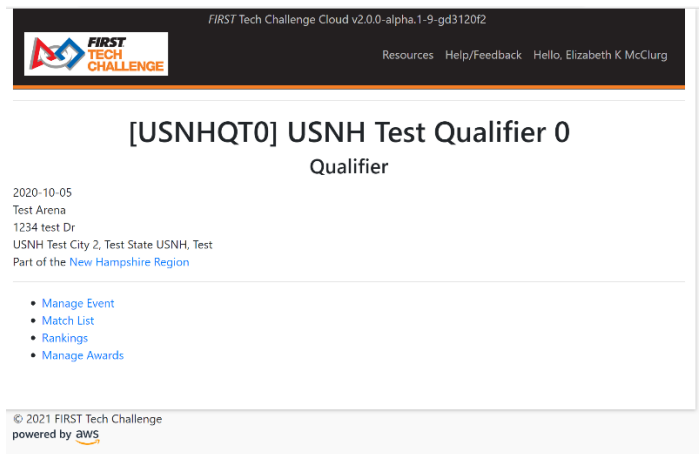 FIRST Tech Challenge Cloud v2.0.0-alpha.1-9-gd3120f2
FIRST
TECH
CHALLENGE
Resources Help/Feedback Hello, Elizabeth K McClurg
[USNHQT0] USNH Test Qualifier 0
Qualifier
2020-10-05
Test Arena
1234 test Dr
USNH Test City 2, Test State USNH, Test
Part of the New Hampshire Region
• Manage Event
• Match List
• Rankings
• Manage Awards
© 2021 FIRST Tech Challenge
powered by aws